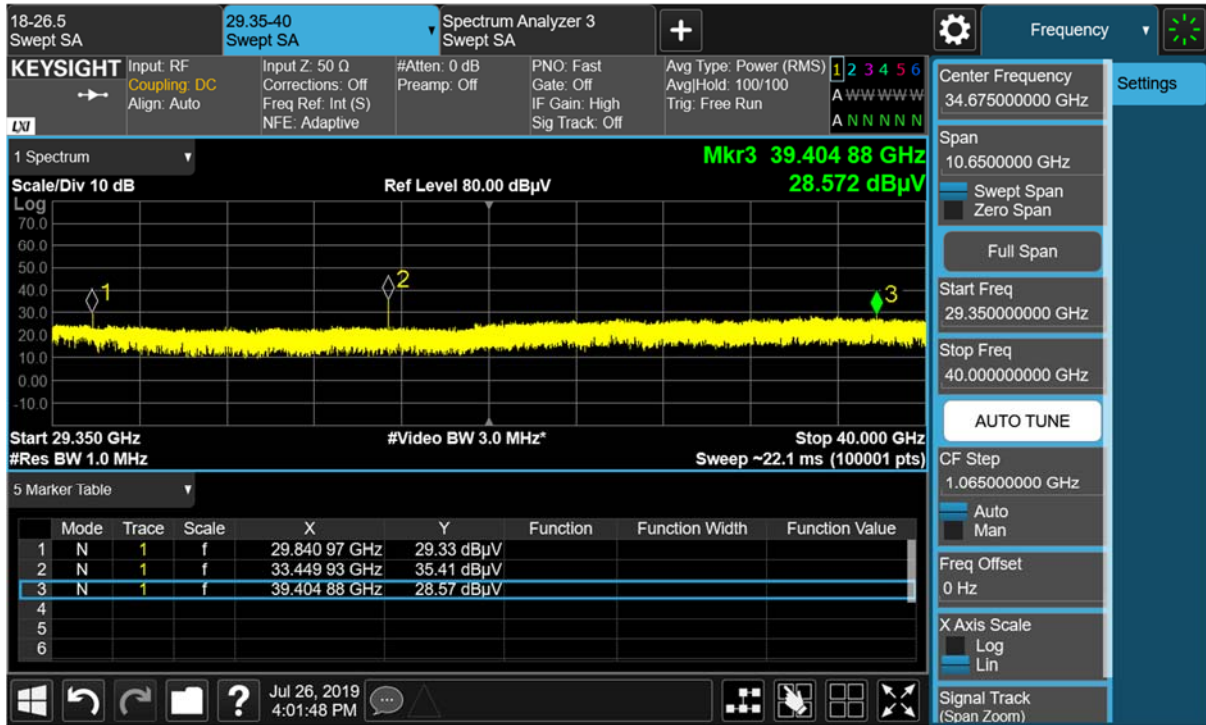 18-26.5
Swept SA
29.35-40
Swept SA
Spectrum Analyzer 3
Swept SA
+
Frequency
KEYSIGHT
LXI
Input: RF
Coupling: DC
Align: Auto
Input Z: 50 Ω
Corrections: Off
Freq Ref: Int (S)
NFE: Adaptive
#Atten: 0 dB
Preamp: Off
PNO: Fast
Gate: Off
IF Gain: High
Sig Track: Off
Avg Type: Power (RMS)
Avg|Hold: 100/100
Trig: Free Run
1 2 3 4 5 6
A W W W W W
A N N N N N
1 Spectrum
Scale/Div 10 dB
Ref Level 80.00 dBµV
Mkr3 39.404 88 GHz
28.572 dBµV
Log
70.0
60.0
50.0
40.0
30.0
20.0
10.0
0.00
-10.0
1
2
3
Start 29.350 GHz
#Video BW 3.0 MHz*
Stop 40.000 GHz
#Res BW 1.0 MHz
Sweep ~22.1 ms (100001 pts)
5 Marker Table
Mode Trace Scale X Y Function Function Width Function Value
1 N 1 f 29.840 97 GHz 29.33 dBµV
2 N 1 f 33.449 93 GHz 35.41 dBµV
3 N 1 f 39.404 88 GHz 28.57 dBµV
4
5
6
?
Jul 26, 2019
4:01:48 PM
Center Frequency
34.675000000 GHz
Settings
Span
10.6500000 GHz
Swept Span
Zero Span
Full Span
Start Freq
29.350000000 GHz
Stop Freq
40.000000000 GHz
AUTO TUNE
CF Step
1.065000000 GHz
Auto
Man
Freq Offset
0 Hz
X Axis Scale
Log
Lin
Signal Track
(Span Zoom)